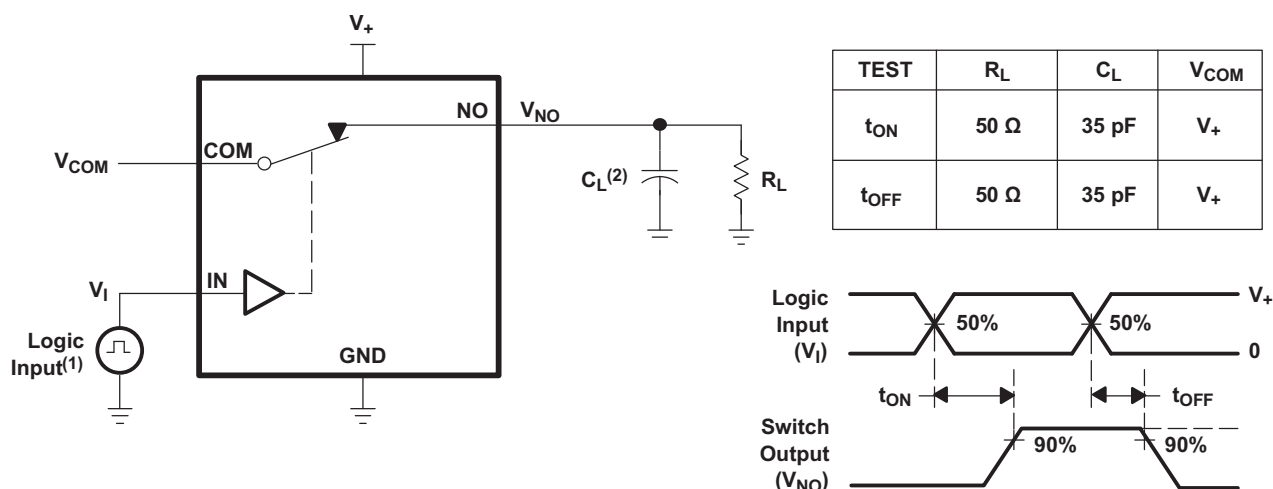 V+
NO
VNO
COM
VCOM
CL(2)
RL
IN
VI
Logic
Input(1)
GND
TEST RL CL VCOM
tON 50 Ω 35 pF V+
tOFF 50 Ω 35 pF V+
Logic
Input
(VI)
50%
50%
V+
0
tON
tOFF
Switch
Output
(VNO)
90%
90%